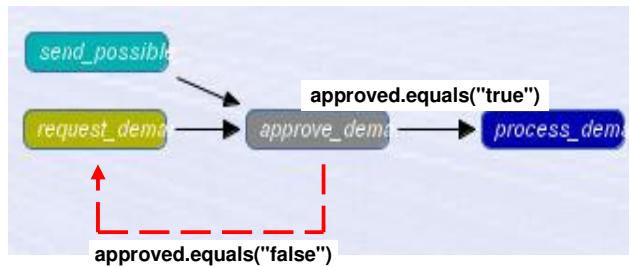 send_possible
approved.equals("true")
request_dema
approve_dema
process_dema
approved.equals("false")